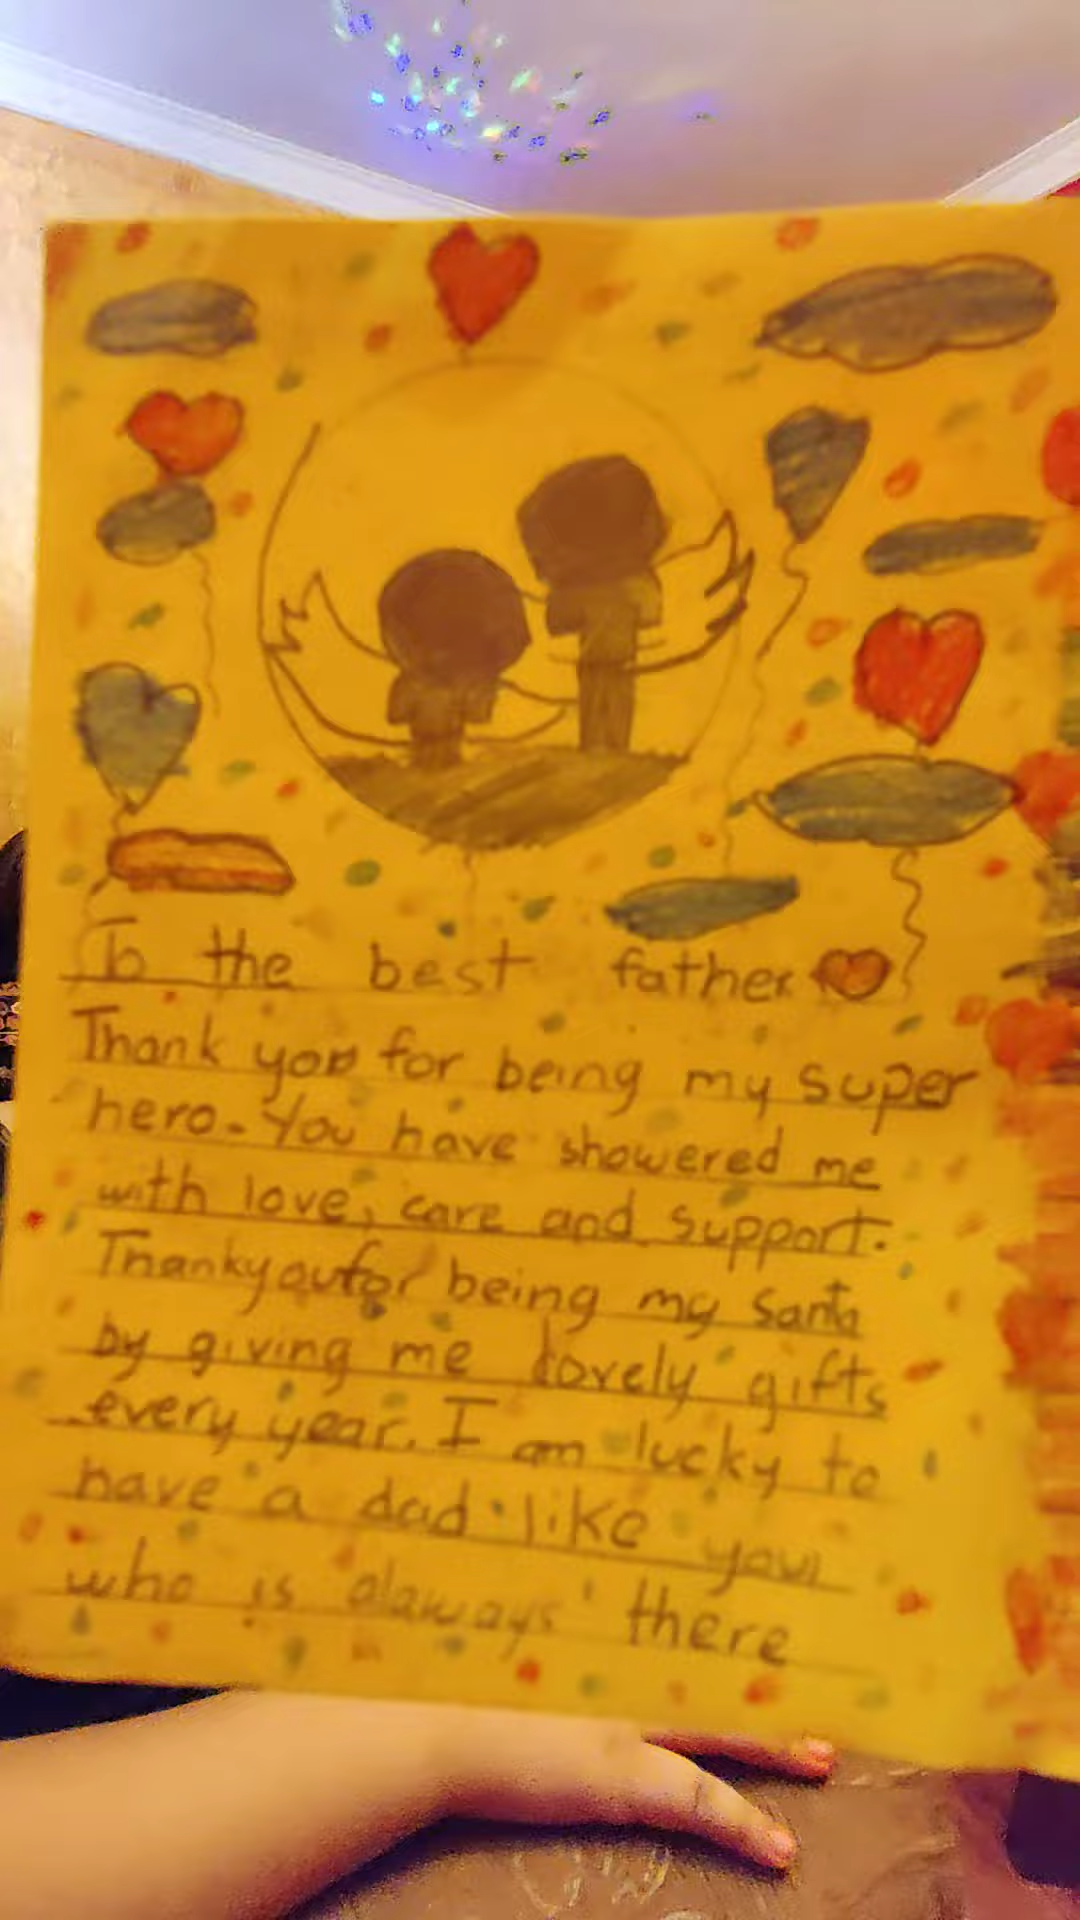 To the best father
Thank you for being my super
hero. You have showered me
with love, care and support.
Thankyoufor being my Santa
by giving me lovely gifts
every year. I am lucky to
have a dad like you
who is alaways there